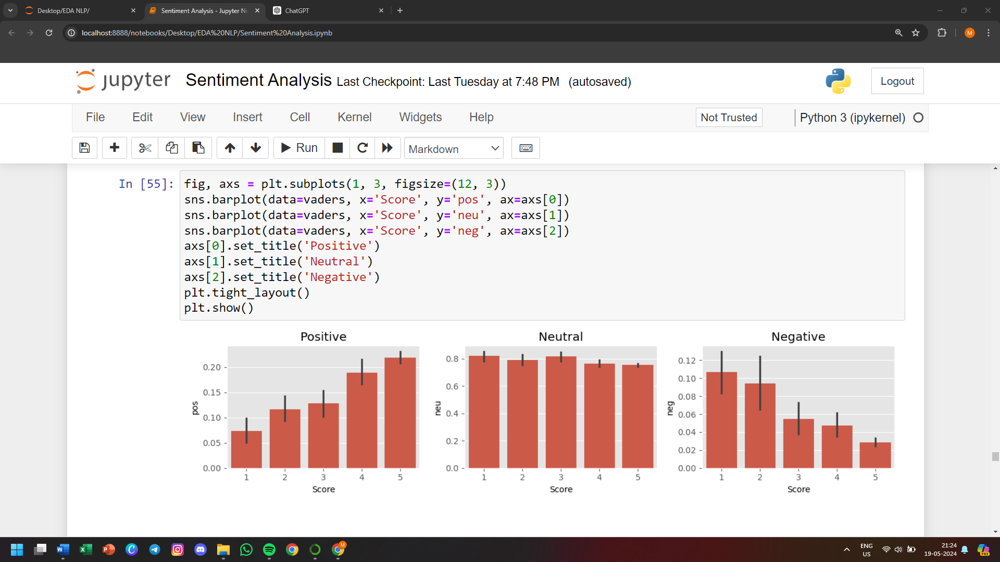 Desktop/EDA NLP/
Sentiment Analysis - Jupyter No
ChatGPT
localhost:8888/notebooks/Desktop/EDA%20NLP/Sentiment%20Analysis.ipynb
M
jupyter Sentiment Analysis Last Checkpoint: Last Tuesday at 7:48 PM (autosaved)
Logout
File Edit View Insert Cell Kernel Widgets Help
Not Trusted
Python 3 (ipykernel)
Run
Markdown
In [55]:
fig, axs = plt.subplots(1, 3, figsize=(12, 3))
sns.barplot(data=vaders, x='Score', y='pos', ax=axs[0])
sns.barplot(data=vaders, x='Score', y='neu', ax=axs[1])
sns.barplot(data=vaders, x='Score', y='neg', ax=axs[2])
axs[0].set_title('Positive')
axs[1].set_title('Neutral')
axs[2].set_title('Negative')
plt.tight_layout()
plt.show()
Positive
0.20
0.15
0.10
0.05
0.00
pos
1 2 3 4 5
Score
Neutral
0.8
0.6
0.4
0.2
0.0
neu
1 2 3 4 5
Score
Negative
0.12
0.10
0.08
0.06
0.04
0.02
0.00
neg
1 2 3 4 5
Score
W
X
P
C
M
ENG
US
21:24
19-05-2024
PRE